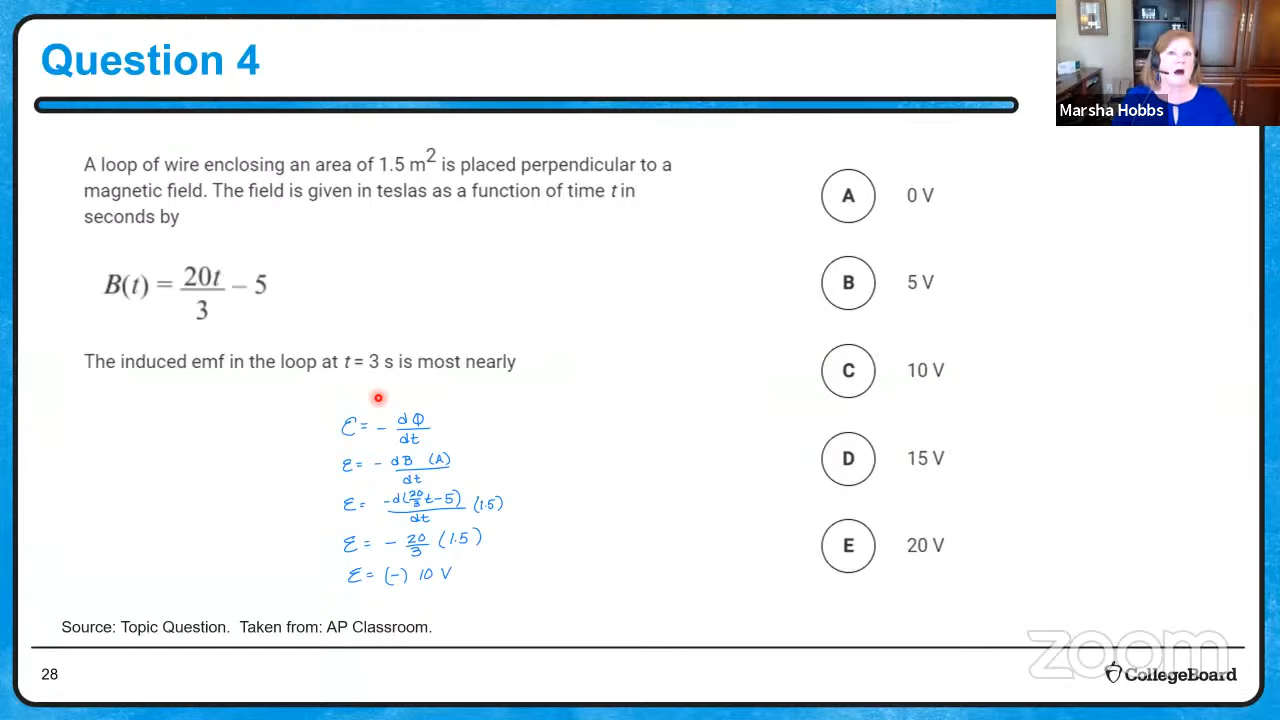 Question 4
Marsha Hobbs
A loop of wire enclosing an area of 1.5 m² is placed perpendicular to a
magnetic field. The field is given in teslas as a function of time t in
seconds by
B(t) = 20t/3 − 5
The induced emf in the loop at t = 3 s is most nearly
ℰ = − dΦ/dt
ℰ = − dB (A)/dt
ℰ = −d(20/3 t − 5)/dt (1.5)
ℰ = − 20/3 (1.5)
ℰ = (−) 10 V
A 0 V
B 5 V
C 10 V
D 15 V
E 20 V
Source: Topic Question. Taken from: AP Classroom.
zoom
28
CollegeBoard